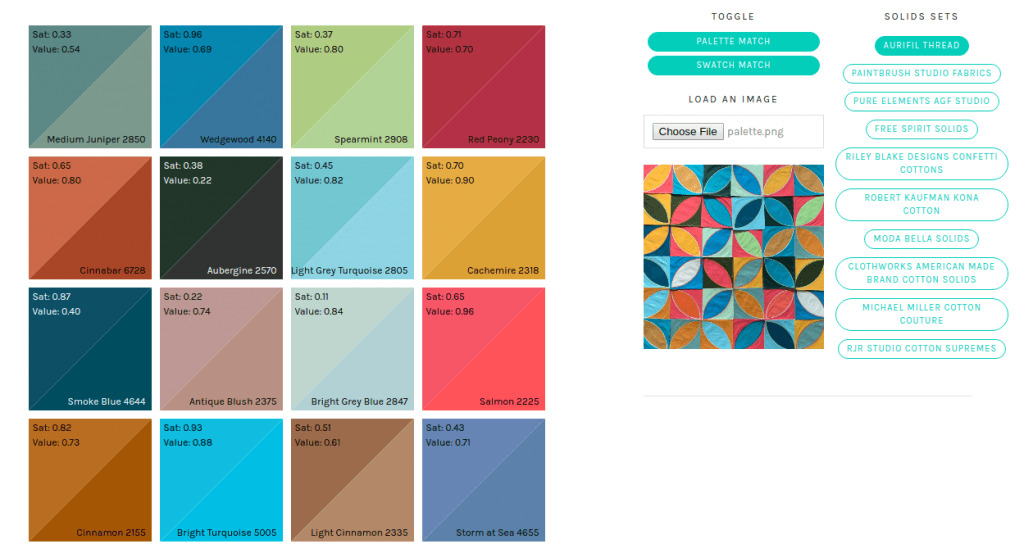 Sat: 0.33
Value: 0.54
Medium Juniper 2850
Sat: 0.96
Value: 0.69
Wedgewood 4140
Sat: 0.37
Value: 0.80
Spearmint 2908
Sat: 0.71
Value: 0.70
Red Peony 2230
Sat: 0.65
Value: 0.80
Cinnabar 6728
Sat: 0.38
Value: 0.22
Aubergine 2570
Sat: 0.45
Value: 0.82
Light Grey Turquoise 2805
Sat: 0.70
Value: 0.90
Cachemire 2318
Sat: 0.87
Value: 0.40
Smoke Blue 4644
Sat: 0.22
Value: 0.74
Antique Blush 2375
Sat: 0.11
Value: 0.84
Bright Grey Blue 2847
Sat: 0.65
Value: 0.96
Salmon 2225
Sat: 0.82
Value: 0.73
Cinnamon 2155
Sat: 0.93
Value: 0.88
Bright Turquoise 5005
Sat: 0.51
Value: 0.61
Light Cinnamon 2335
Sat: 0.43
Value: 0.71
Storm at Sea 4655
TOGGLE
PALETTE MATCH
SWATCH MATCH
LOAD AN IMAGE
Choose File palette.png
SOLIDS SETS
AURIFIL THREAD
PAINTBRUSH STUDIO FABRICS
PURE ELEMENTS AGF STUDIO
FREE SPIRIT SOLIDS
RILEY BLAKE DESIGNS CONFETTI
COTTONS
ROBERT KAUFMAN KONA
COTTON
MODA BELLA SOLIDS
CLOTHWORKS AMERICAN MADE
BRAND COTTON SOLIDS
MICHAEL MILLER COTTON
COUTURE
RJR STUDIO COTTON SUPREMES